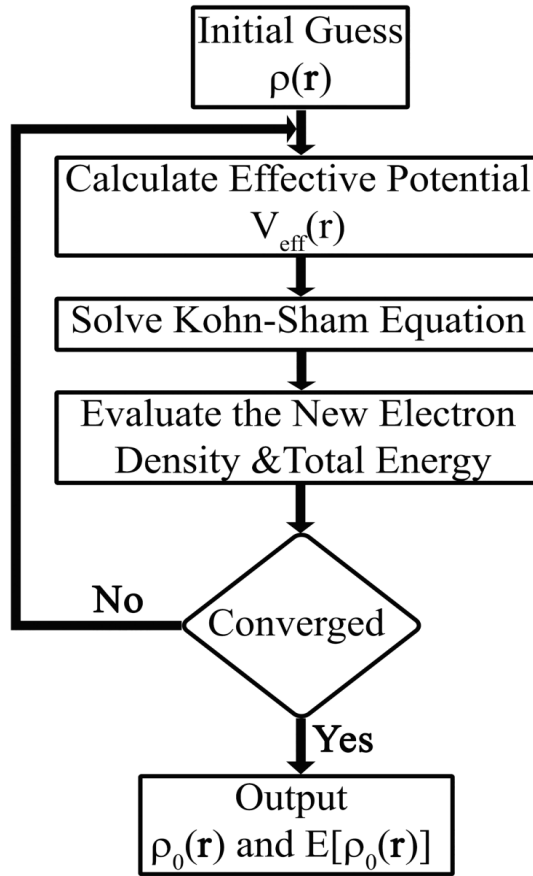 Initial Guess
ρ(r)
Calculate Effective Potential
V_eff(r)
Solve Kohn-Sham Equation
Evaluate the New Electron
Density &Total Energy
No
Converged
Yes
Output
ρ₀(r) and E[ρ₀(r)]